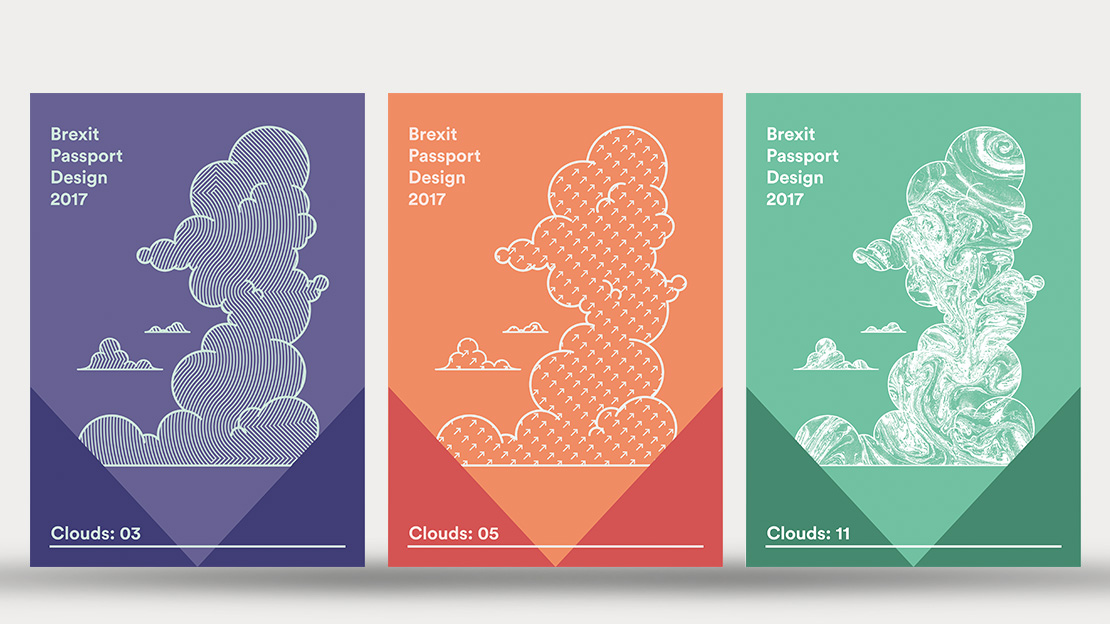 Brexit
Passport
Design
2017
Clouds: 03
Brexit
Passport
Design
2017
Clouds: 05
Brexit
Passport
Design
2017
Clouds: 11